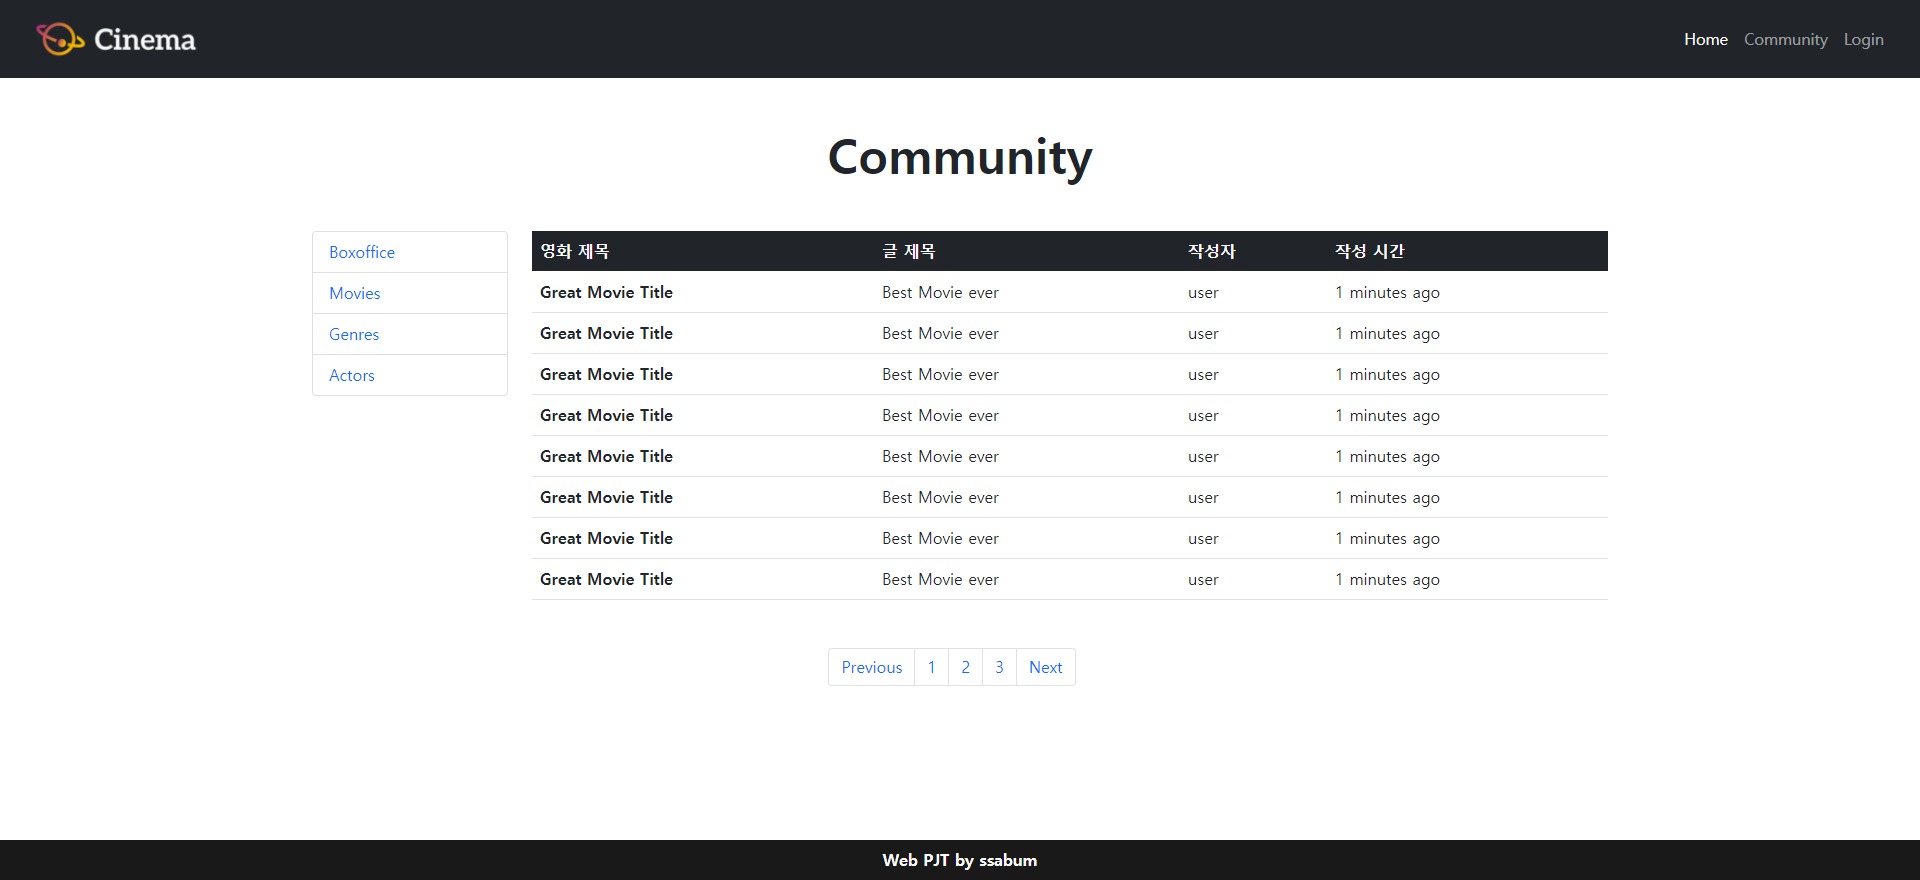 Cinema
Home Community Login
Community
Boxoffice
Movies
Genres
Actors
영화 제목 글 제목 작성자 작성 시간
Great Movie Title Best Movie ever user 1 minutes ago
Great Movie Title Best Movie ever user 1 minutes ago
Great Movie Title Best Movie ever user 1 minutes ago
Great Movie Title Best Movie ever user 1 minutes ago
Great Movie Title Best Movie ever user 1 minutes ago
Great Movie Title Best Movie ever user 1 minutes ago
Great Movie Title Best Movie ever user 1 minutes ago
Great Movie Title Best Movie ever user 1 minutes ago
Previous 1 2 3 Next
Web PJT by ssabum